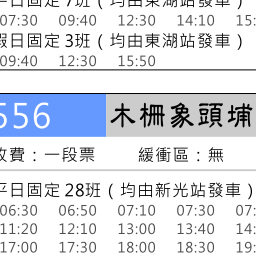 平日固定 7班（均由東湖站發車）
07:30 09:40 12:30 14:10 15:
假日固定 3班（均由東湖站發車）
09:40 12:30 15:50
556 木柵象頭埔
收費：一段票 緩衝區：無
平日固定 28班（均由新光站發車）
06:30 06:50 07:10 07:30 07:
11:20 12:10 13:00 13:40 14:
17:00 17:30 18:00 18:30 19: